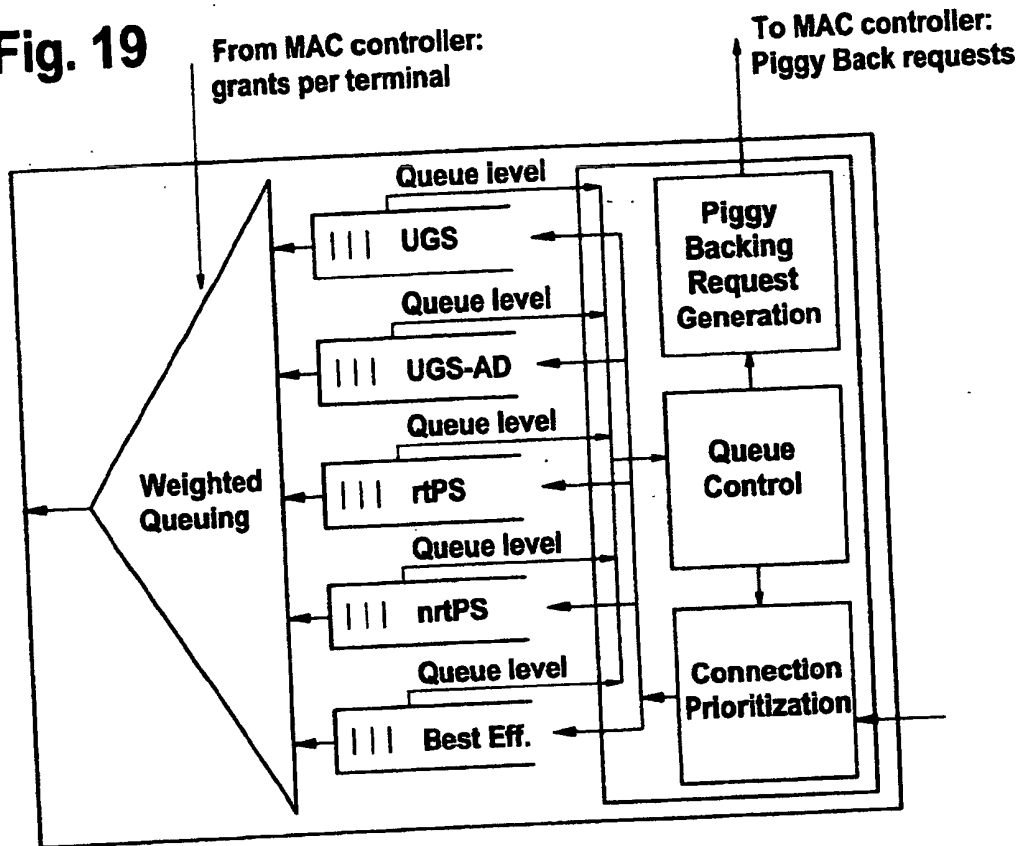 Fig. 19
From MAC controller:
grants per terminal
To MAC controller:
Piggy Back requests
Queue level
UGS
Queue level
UGS-AD
Queue level
rtPS
Queue level
nrtPS
Queue level
Best Eff.
Weighted
Queuing
Piggy
Backing
Request
Generation
Queue
Control
Connection
Prioritization